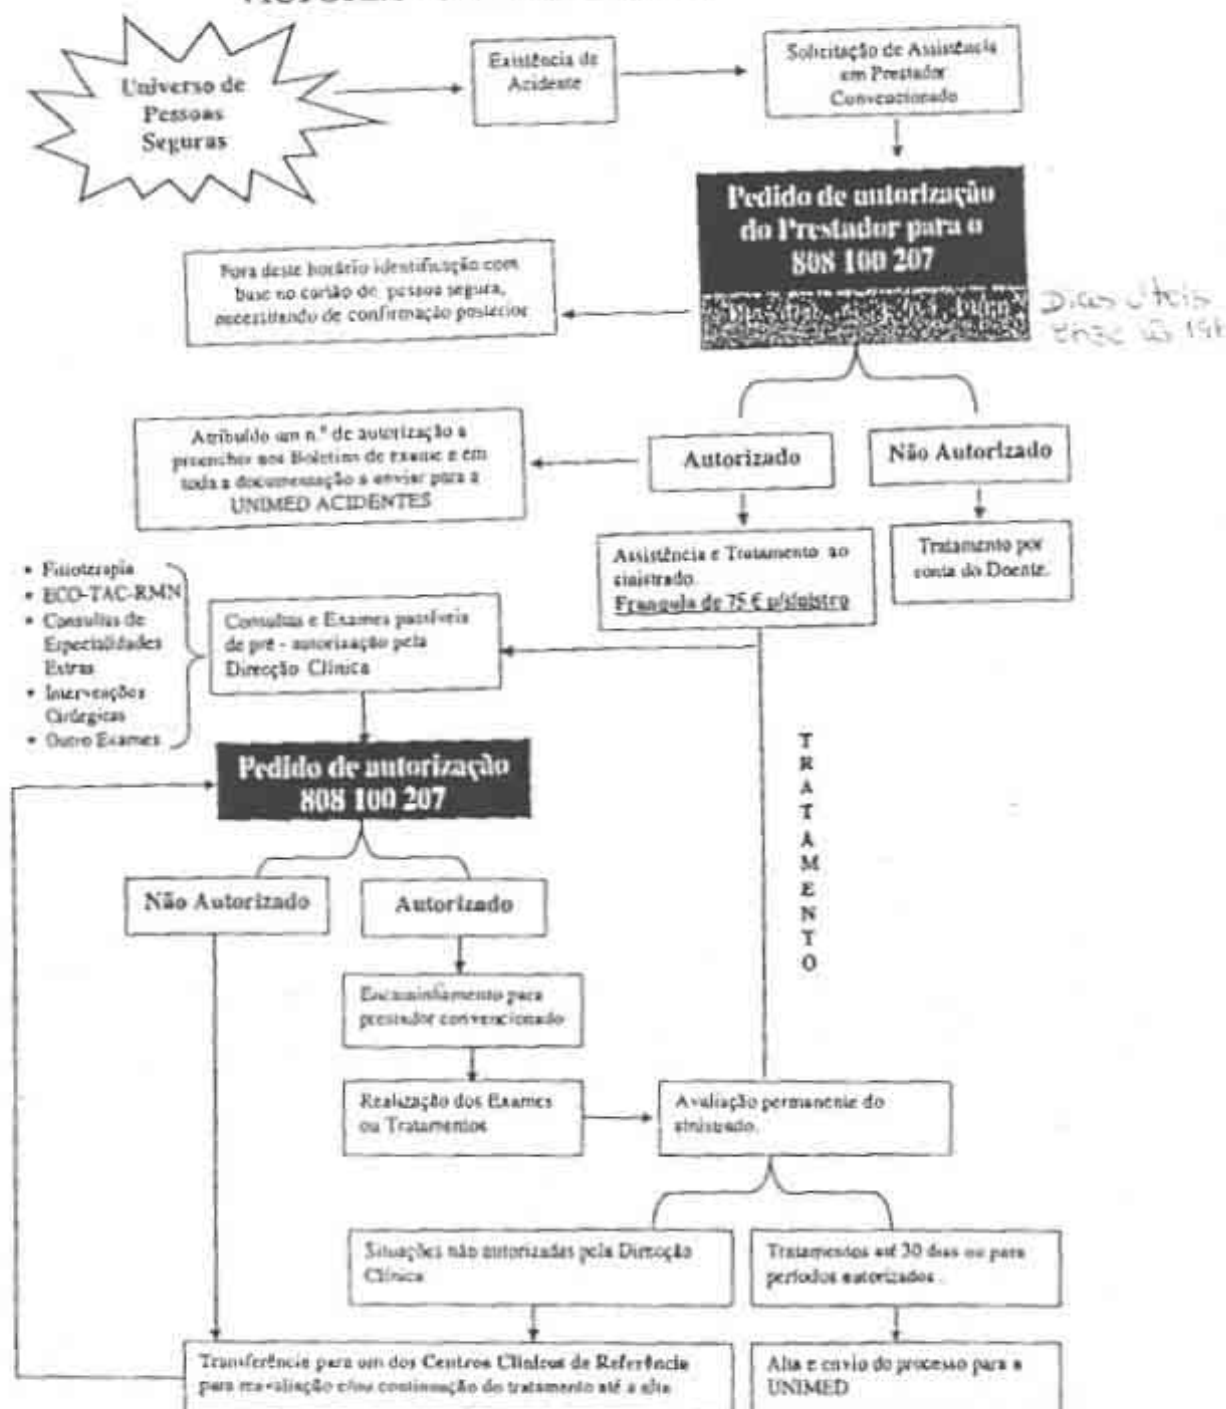 Universo de
Pessoas
Seguras
Existência de
Acidente
Solicitação de Assistência
em Prestador
Convencionado
Pedido de autorização
do Prestador para o
808 100 207
Fora deste horário identificação com
base no cartão de pessoa segura,
necessitando de confirmação posterior
Dias úteis
Atribuído um n.º de autorização a
preencher nos Boletins de exame e em
toda a documentação a enviar para a
UNIMED ACIDENTES
Autorizado
Não Autorizado
Assistência e Tratamento ao
sinistrado.
Franquia de 75 € p/sinistro
Tratamento por
conta do Doente.
• Fisioterapia
• ECO-TAC-RMN
• Consultas de
Especialidades
Extras
• Intervenções
Cirúrgicas
• Outro Exames
Consultas e Exames passíveis
de pré - autorização pela
Direcção Clínica
Pedido de autorização
808 100 207
TRATAMENTO
Não Autorizado
Autorizado
Encaminhamento para
prestador convencionado
Realização dos Exames
ou Tratamentos
Avaliação permanente do
sinistrado.
Situações não autorizadas pela Direcção
Clínica
Tratamentos até 30 dias ou para
períodos autorizados.
Transferência para um dos Centros Clínicos de Referência
para reavaliação e/ou continuação do tratamento até a alta
Alta e envio do processo para a
UNIMED